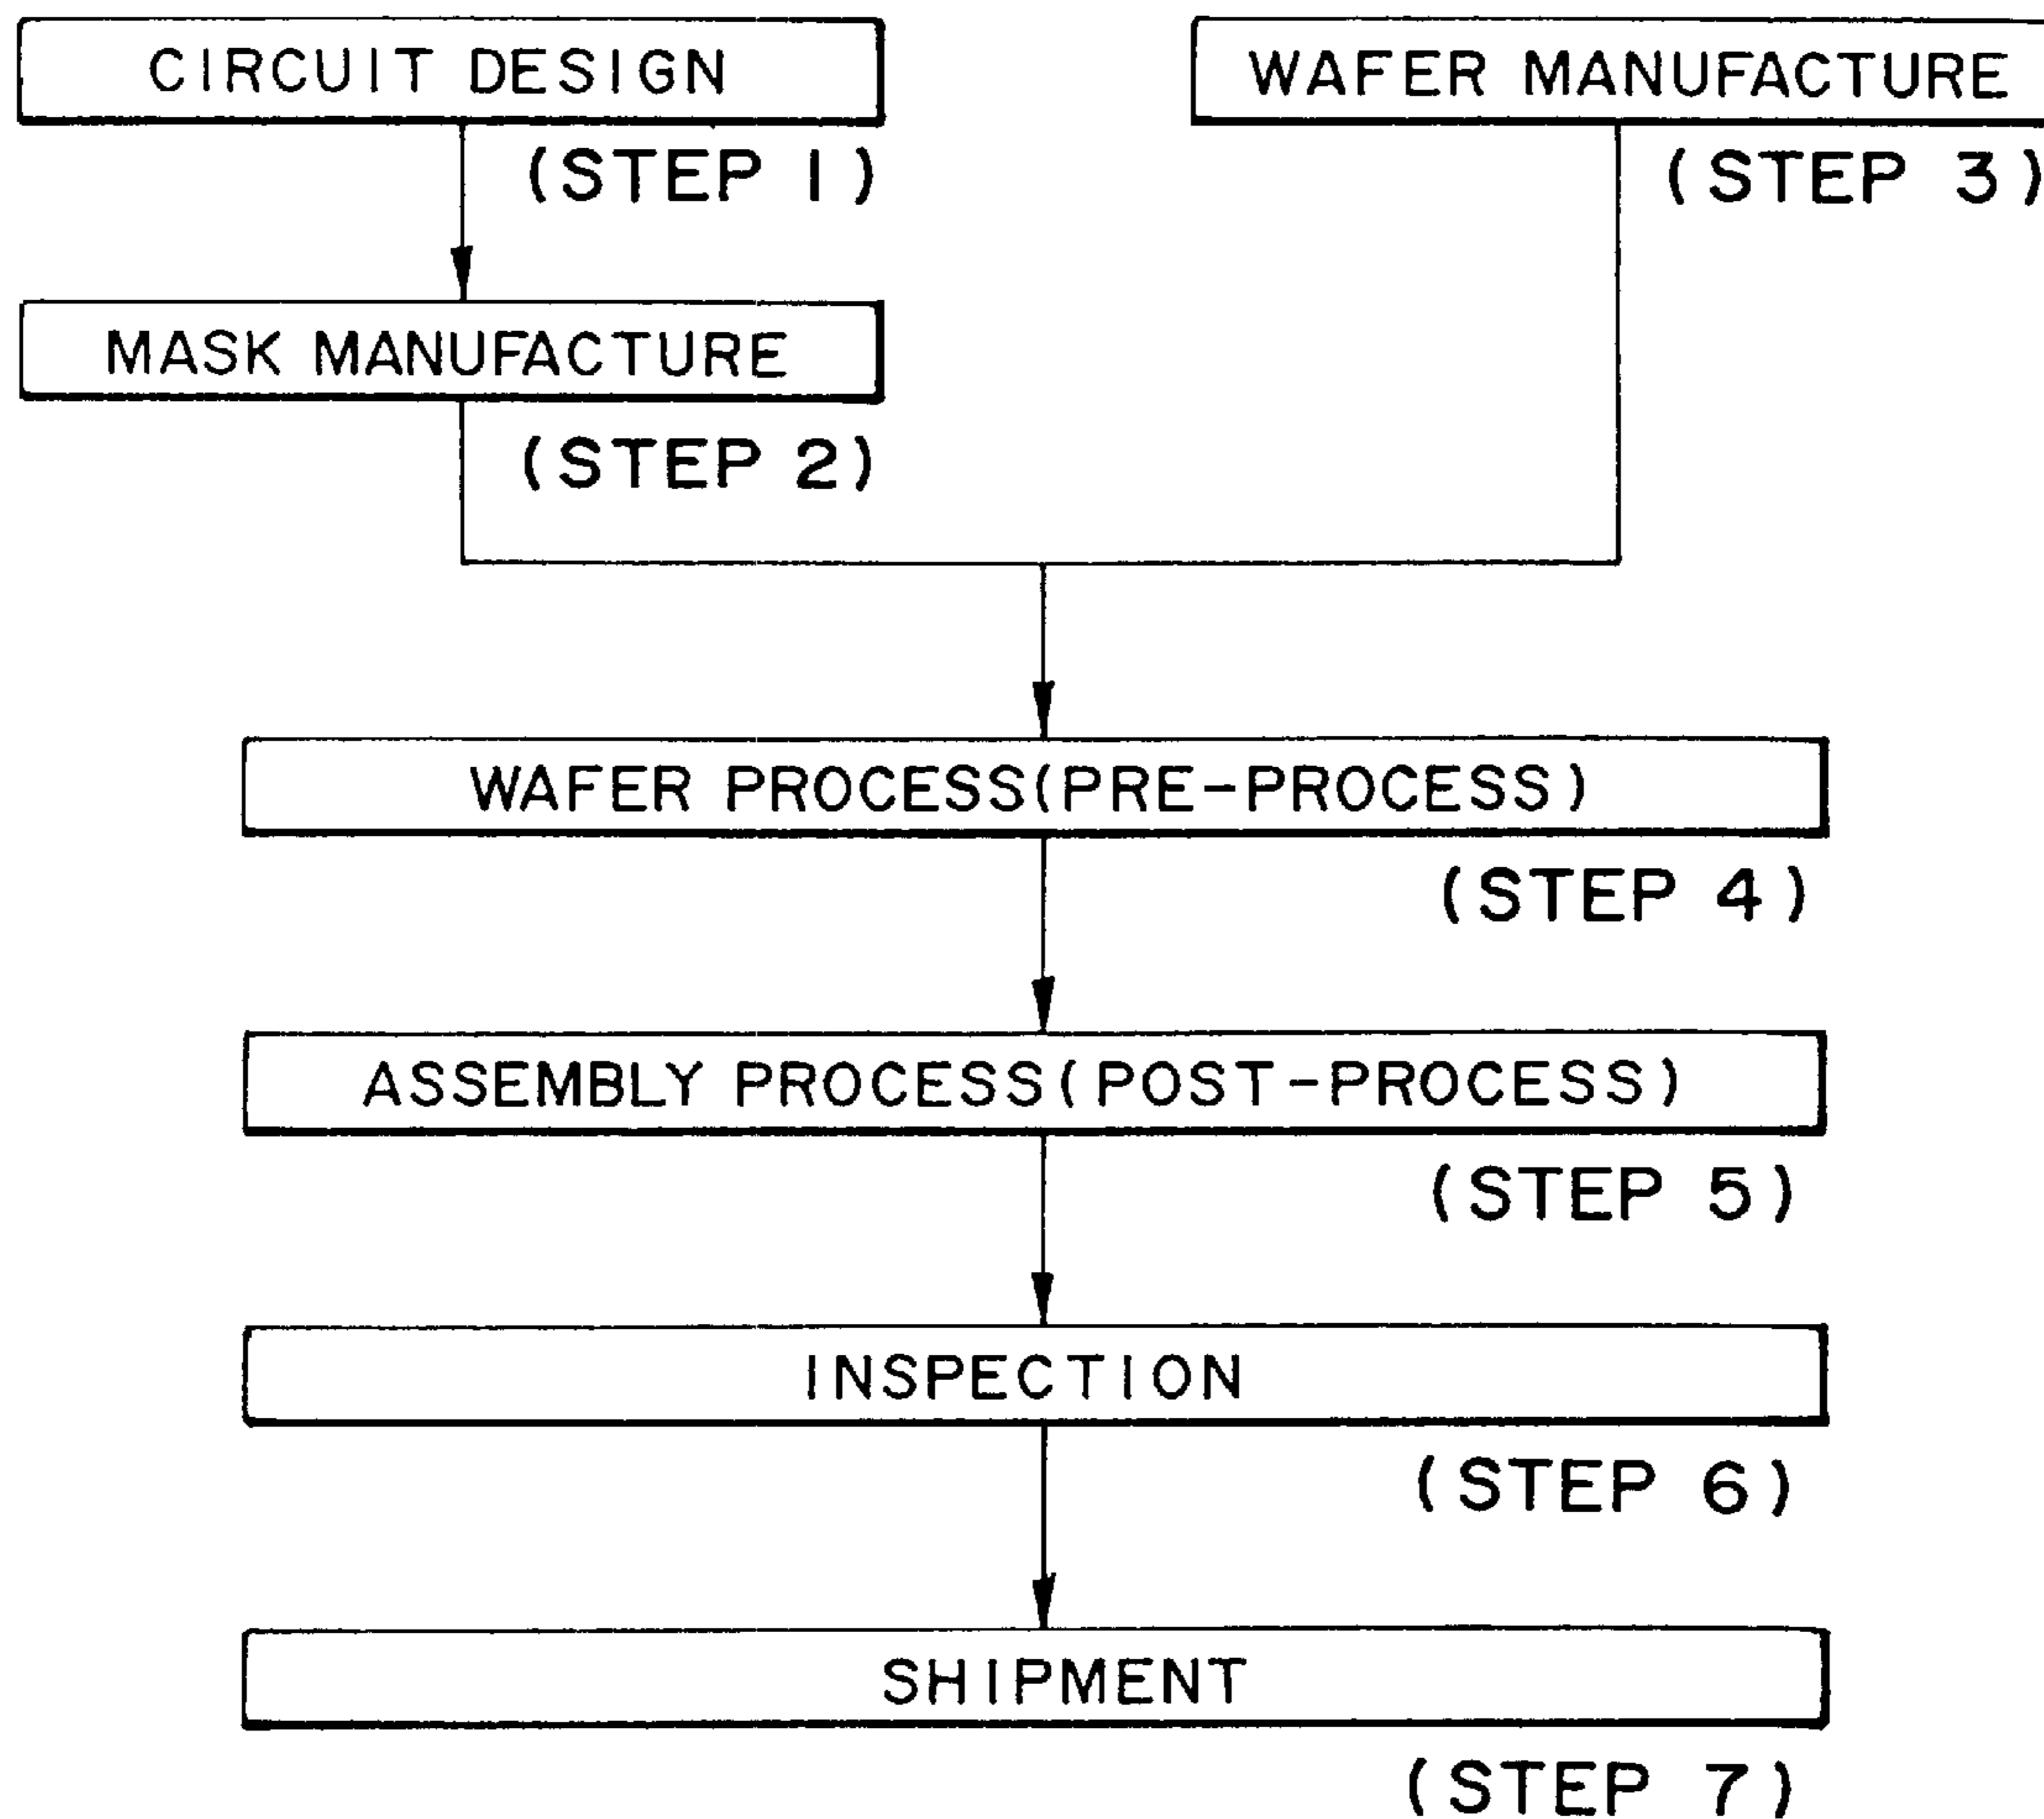 CIRCUIT DESIGN
(STEP 1)
WAFER MANUFACTURE
(STEP 3)
MASK MANUFACTURE
(STEP 2)
WAFER PROCESS(PRE-PROCESS)
(STEP 4)
ASSEMBLY PROCESS(POST-PROCESS)
(STEP 5)
INSPECTION
(STEP 6)
SHIPMENT
(STEP 7)